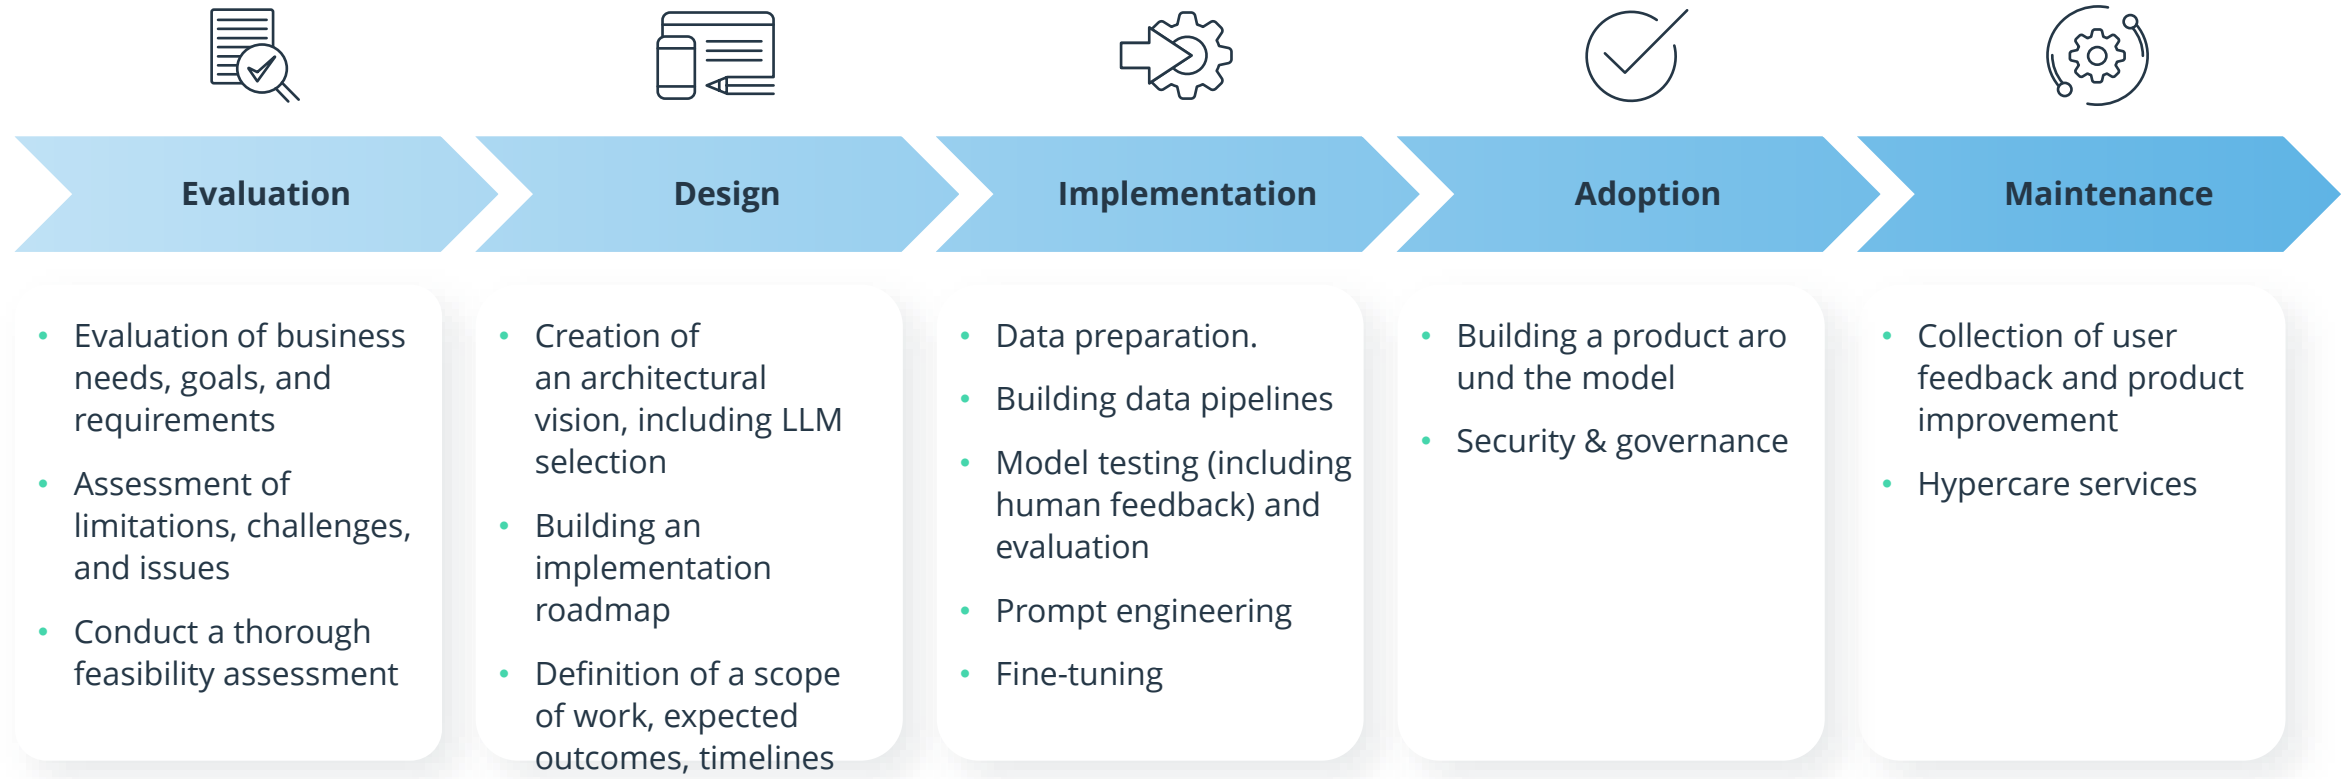 Evaluation
Design
Implementation
Adoption
Maintenance
• Evaluation of business
needs, goals, and
requirements
• Assessment of
limitations, challenges,
and issues
• Conduct a thorough
feasibility assessment
• Creation of
an architectural
vision, including LLM
selection
• Building an
implementation
roadmap
• Definition of a scope
of work, expected
outcomes, timelines
• Data preparation.
• Building data pipelines
• Model testing (including
human feedback) and
evaluation
• Prompt engineering
• Fine-tuning
• Building a product aro
und the model
• Security & governance
• Collection of user
feedback and product
improvement
• Hypercare services